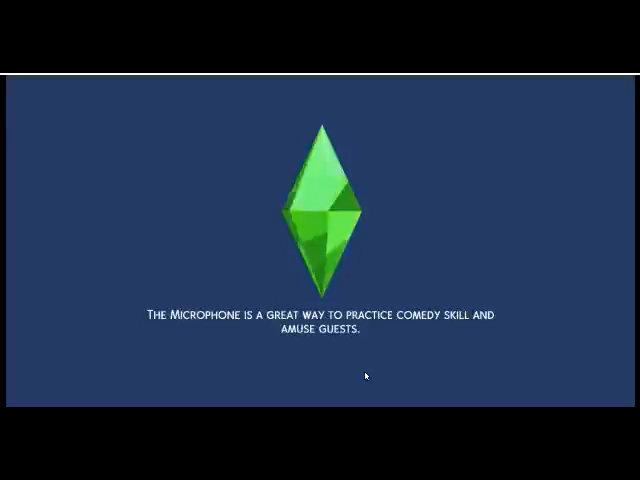 The Microphone is a great way to practice comedy skill and
amuse guests.